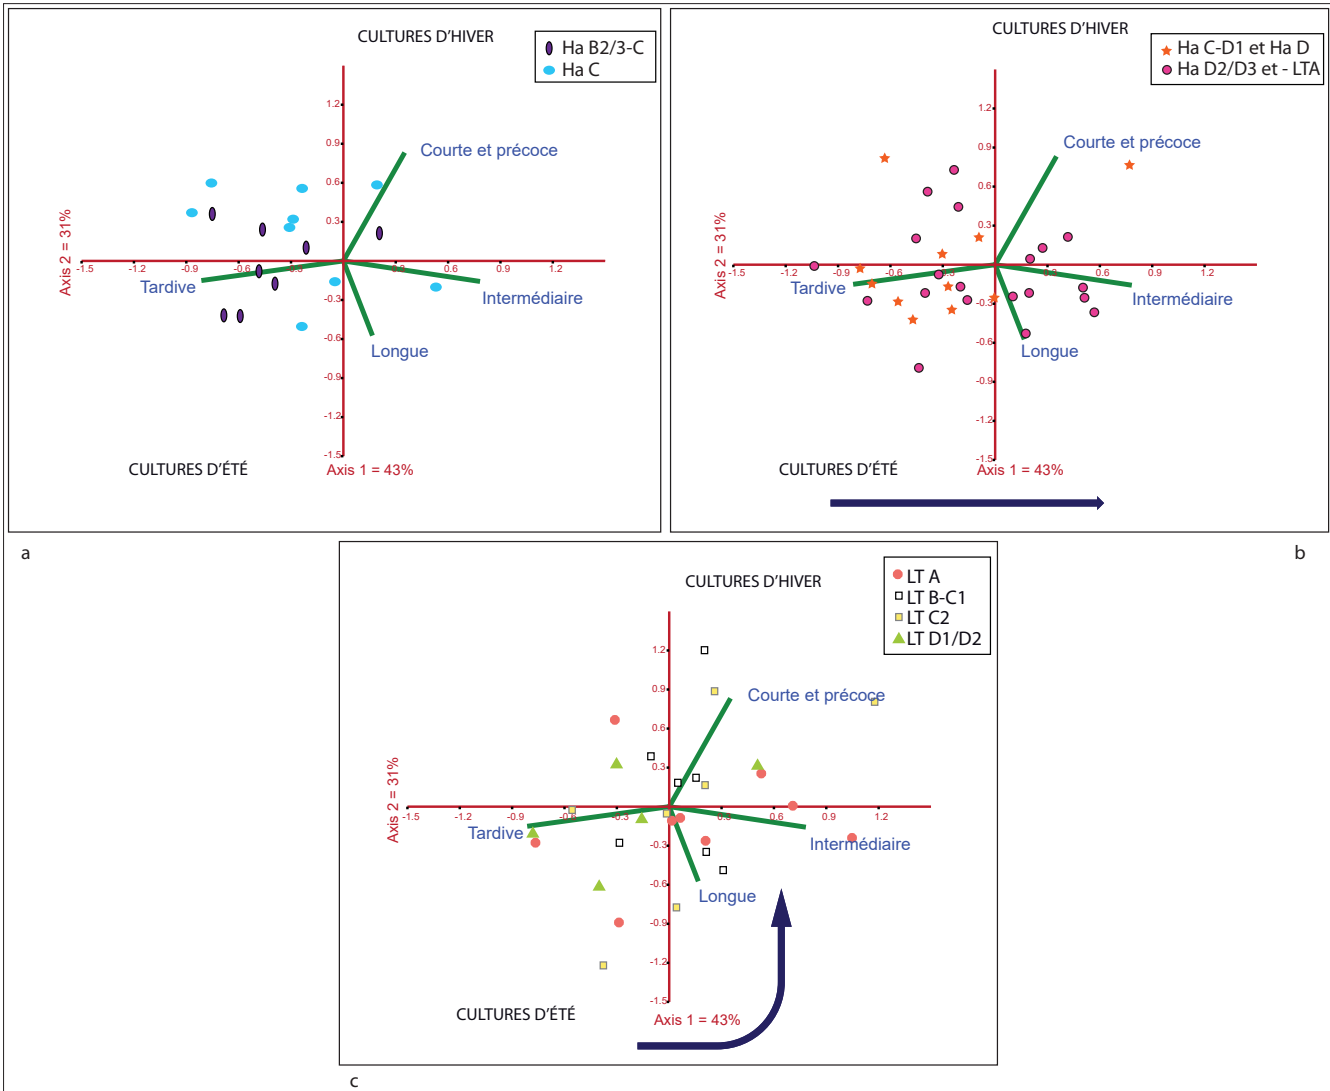 CULTURES D'HIVER
Ha B2/3-C
Ha C
1.2
0.9
0.6
0.3
Courte et précoce
Axis 2 = 31%
-1.5 -1.2 -0.9 -0.6 -0.3 0.3 0.6 0.9 1.2
Tardive
Intermédiaire
-0.3
-0.6
Longue
-0.9
-1.2
-1.5
CULTURES D'ÉTÉ
Axis 1 = 43%
a
CULTURES D'HIVER
Ha C-D1 et Ha D
Ha D2/D3 et - LTA
1.2
0.9
0.6
0.3
Courte et précoce
Axis 2 = 31%
-1.5 -1.2 -0.9 -0.6 0.3 0.6 0.9 1.2
Tardive
Intermédiaire
-0.3
-0.6
Longue
-0.9
-1.2
-1.5
CULTURES D'ÉTÉ
Axis 1 = 43%
b
CULTURES D'HIVER
LT A
LT B-C1
LT C2
LT D1/D2
1.2
0.9
0.6
0.3
Courte et précoce
Axis 2 = 31%
-1.5 -1.2 -0.9 -0.6 -0.3 0.3 0.6 0.9 1.2
Tardive
Intermédiaire
-0.3
-0.6
Longue
-0.9
-1.2
-1.5
CULTURES D'ÉTÉ
Axis 1 = 43%
c